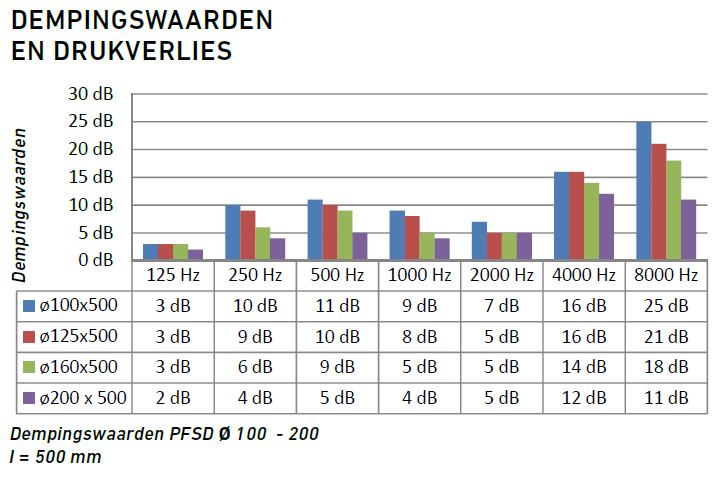 DEMPINGSWAARDEN
EN DRUKVERLIES
Dempingswaarden
30 dB
25 dB
20 dB
15 dB
10 dB
5 dB
0 dB
125 Hz 250 Hz 500 Hz 1000 Hz 2000 Hz 4000 Hz 8000 Hz
ø100x500 3 dB 10 dB 11 dB 9 dB 7 dB 16 dB 25 dB
ø125x500 3 dB 9 dB 10 dB 8 dB 5 dB 16 dB 21 dB
ø160x500 3 dB 6 dB 9 dB 5 dB 5 dB 14 dB 18 dB
ø200 x 500 2 dB 4 dB 5 dB 4 dB 5 dB 12 dB 11 dB
Dempingswaarden PFSD Ø 100 - 200
l = 500 mm